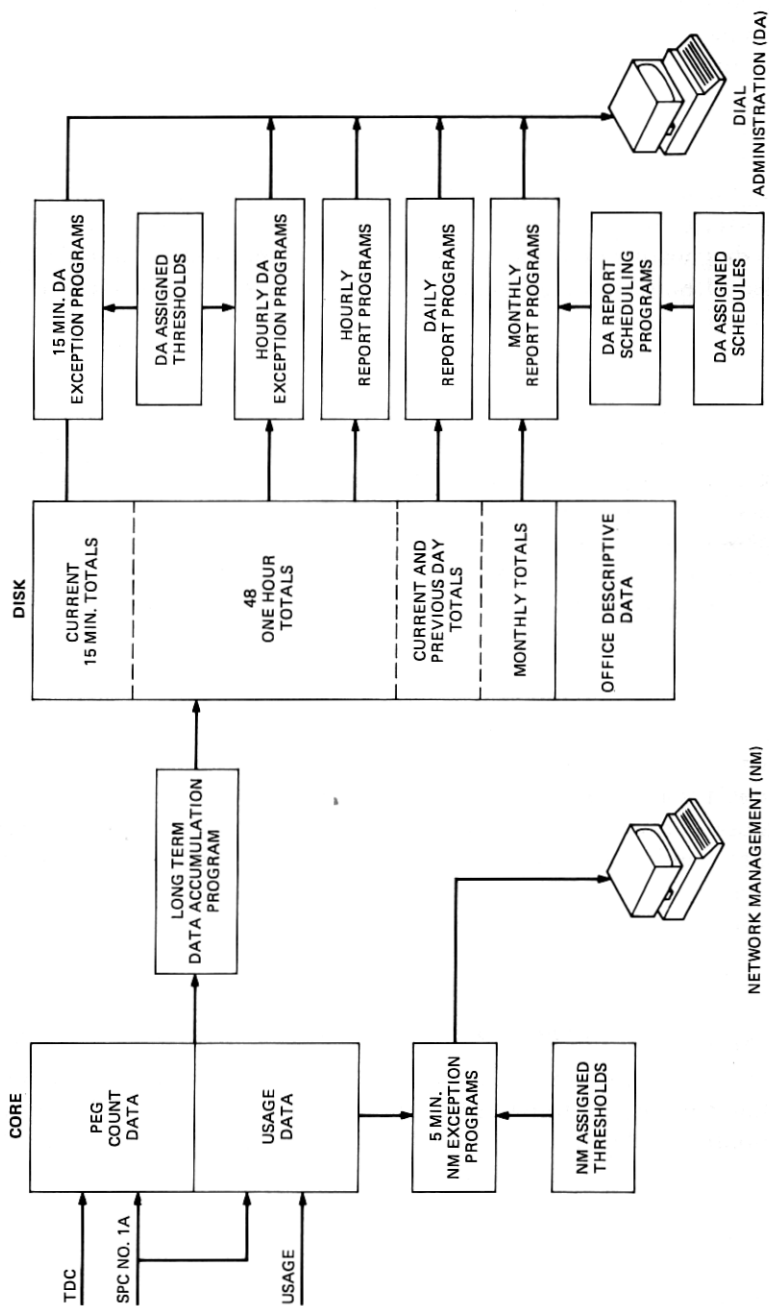 CORE
TDC
SPC NO. 1A
USAGE
PEG
COUNT
DATA
USAGE
DATA
5 MIN.
NM EXCEPTION
PROGRAMS
NM ASSIGNED
THRESHOLDS
LONG TERM
DATA ACCUMULATION
PROGRAM
NETWORK MANAGEMENT (NM)
DISK
CURRENT
15 MIN. TOTALS
48
ONE HOUR
TOTALS
CURRENT AND
PREVIOUS DAY
TOTALS
MONTHLY TOTALS
OFFICE DESCRIPTIVE
DATA
15 MIN. DA
EXCEPTION PROGRAMS
DA ASSIGNED
THRESHOLDS
HOURLY DA
EXCEPTION PROGRAMS
HOURLY
REPORT PROGRAMS
DAILY
REPORT PROGRAMS
MONTHLY
REPORT PROGRAMS
DA REPORT
SCHEDULING
PROGRAMS
DA ASSIGNED
SCHEDULES
DIAL
ADMINISTRATION (DA)